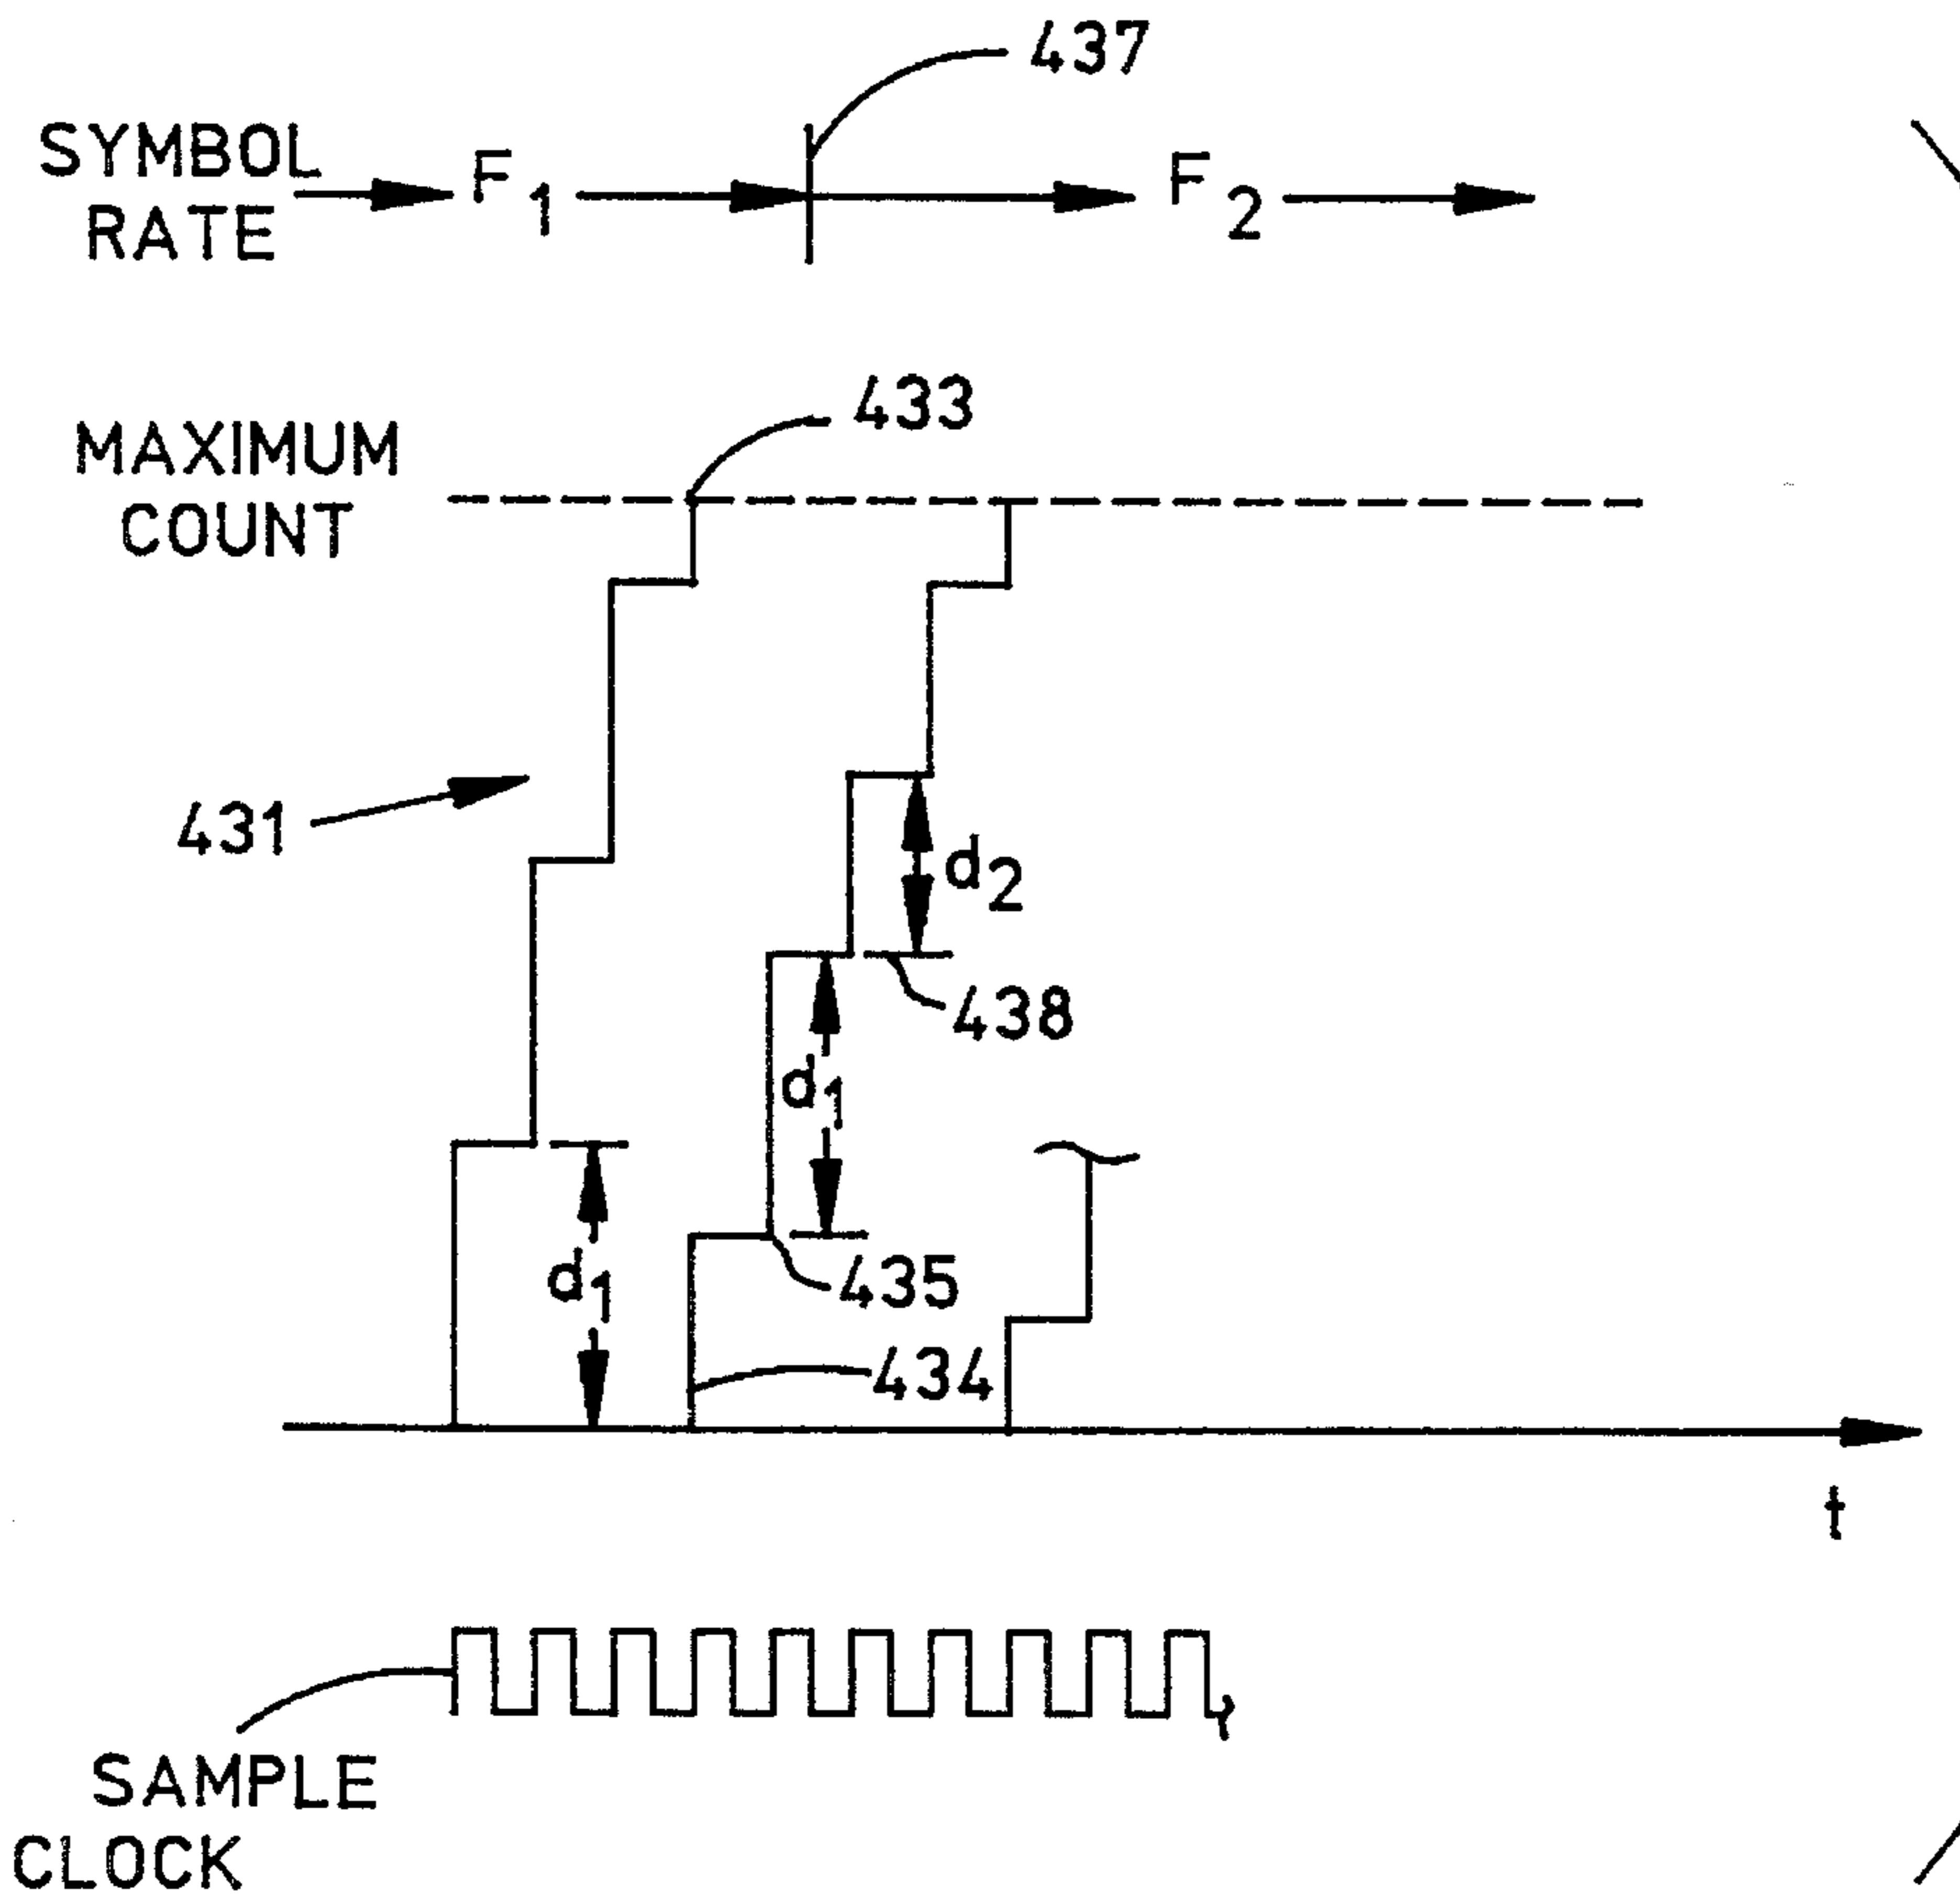 437
SYMBOL
RATE
F1
F2
433
MAXIMUM
COUNT
431
d2
438
d1
435
d1
434
t
SAMPLE
CLOCK